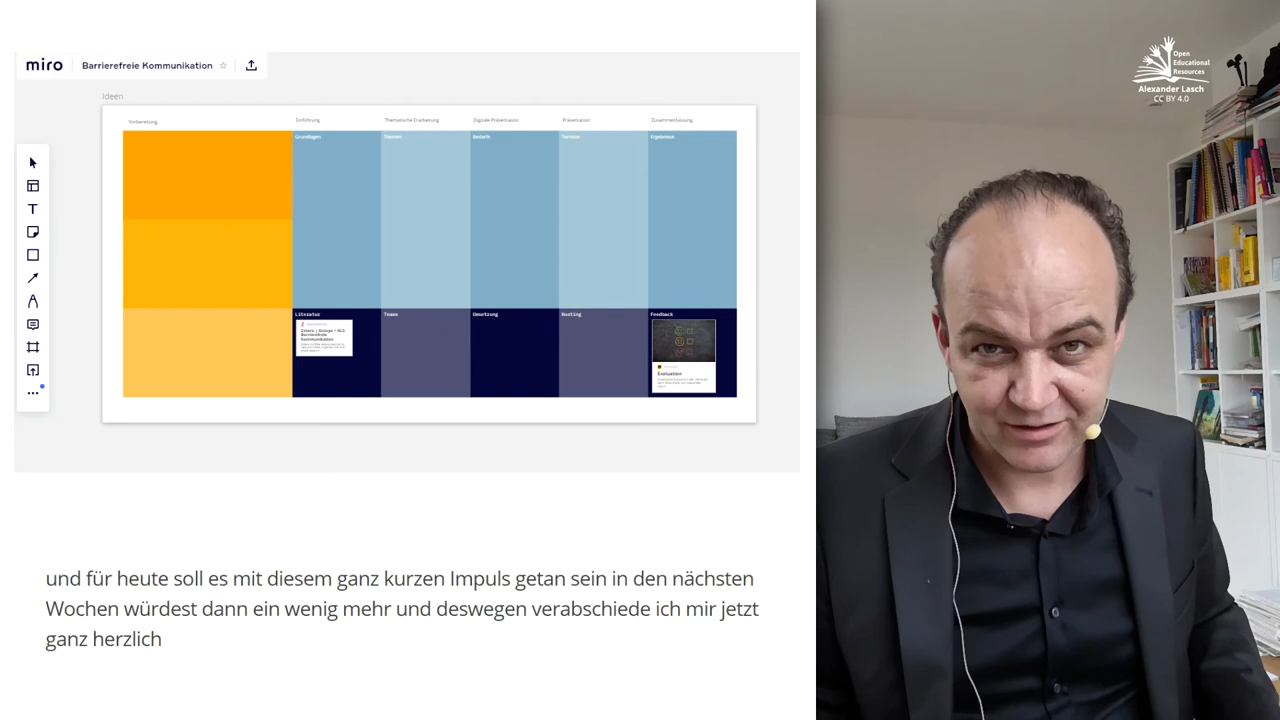 miro Barrierefreie Kommunikation
Ideen
Vorbereitung
Einführung
Thematische Erarbeitung
Digitale Präsentation
Präsentation
Zusammenfassung
Grundlagen
Themen
Bedarfe
Termine
Ergebnisse
Literatur
Teams
Umsetzung
Hosting
Feedback
Barrierefreie
Kommunikation
Evaluation
Open
Educational
Resources
Alexander Lasch
CC BY 4.0
und für heute soll es mit diesem ganz kurzen Impuls getan sein in den nächsten
Wochen würdest dann ein wenig mehr und deswegen verabschiede ich mir jetzt
ganz herzlich